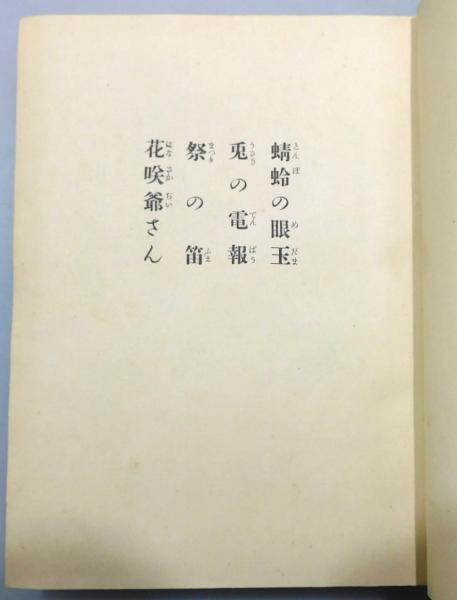 蜻蛉の眼玉
兎の電報
祭の笛
花咲爺さん